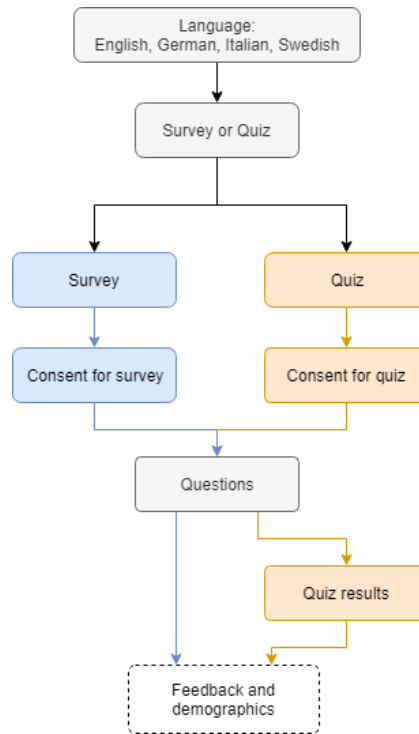 Language:
English, German, Italian, Swedish
Survey or Quiz
Survey
Quiz
Consent for survey
Consent for quiz
Questions
Quiz results
Feedback and
demographics